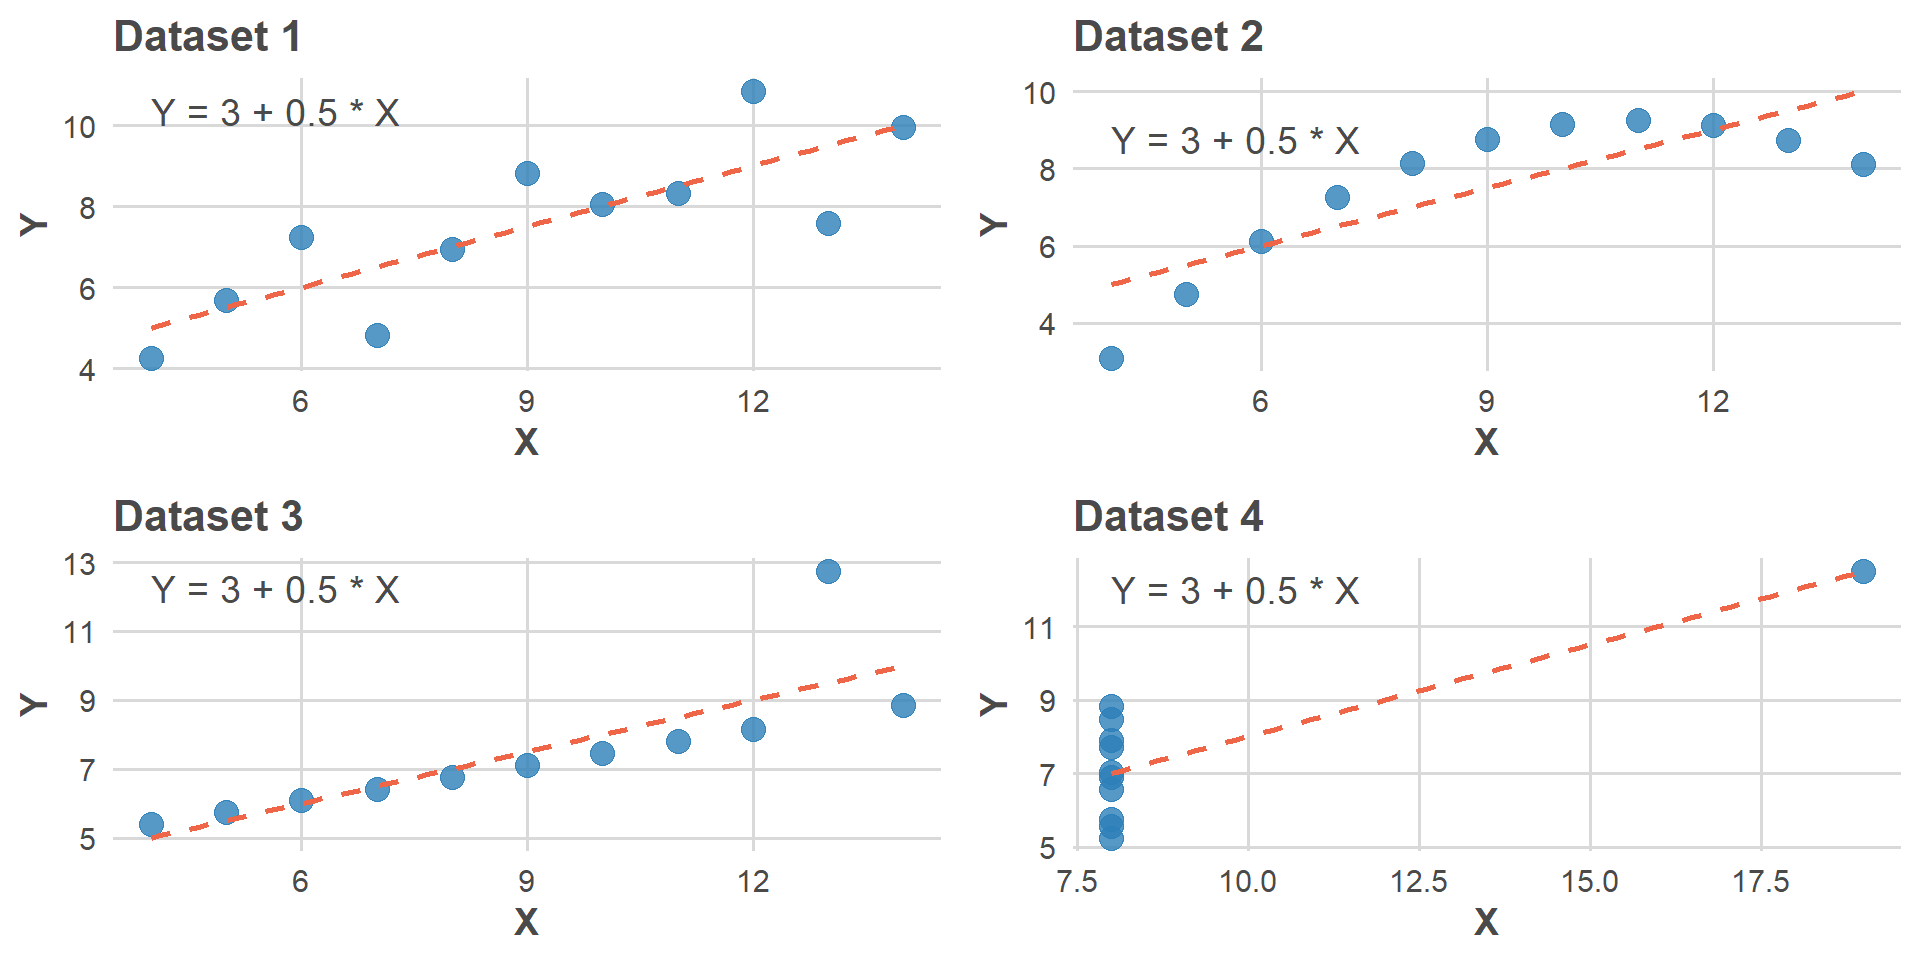 Dataset 1
Y = 3 + 0.5 * X
Y
10
8
6
4
6 9 12
X
Dataset 2
Y = 3 + 0.5 * X
Y
10
8
6
4
6 9 12
X
Dataset 3
Y = 3 + 0.5 * X
Y
13
11
9
7
5
6 9 12
X
Dataset 4
Y = 3 + 0.5 * X
Y
11
9
7
5
7.5 10.0 12.5 15.0 17.5
X